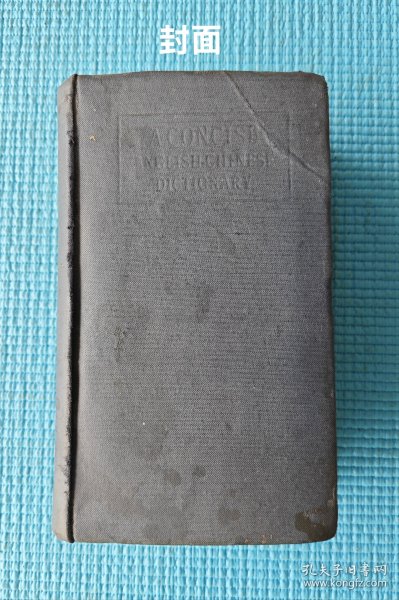 封面
A CONCISE
ENGLISH-CHINESE
DICTIONARY
孔夫子旧书网
www.kongfz.com